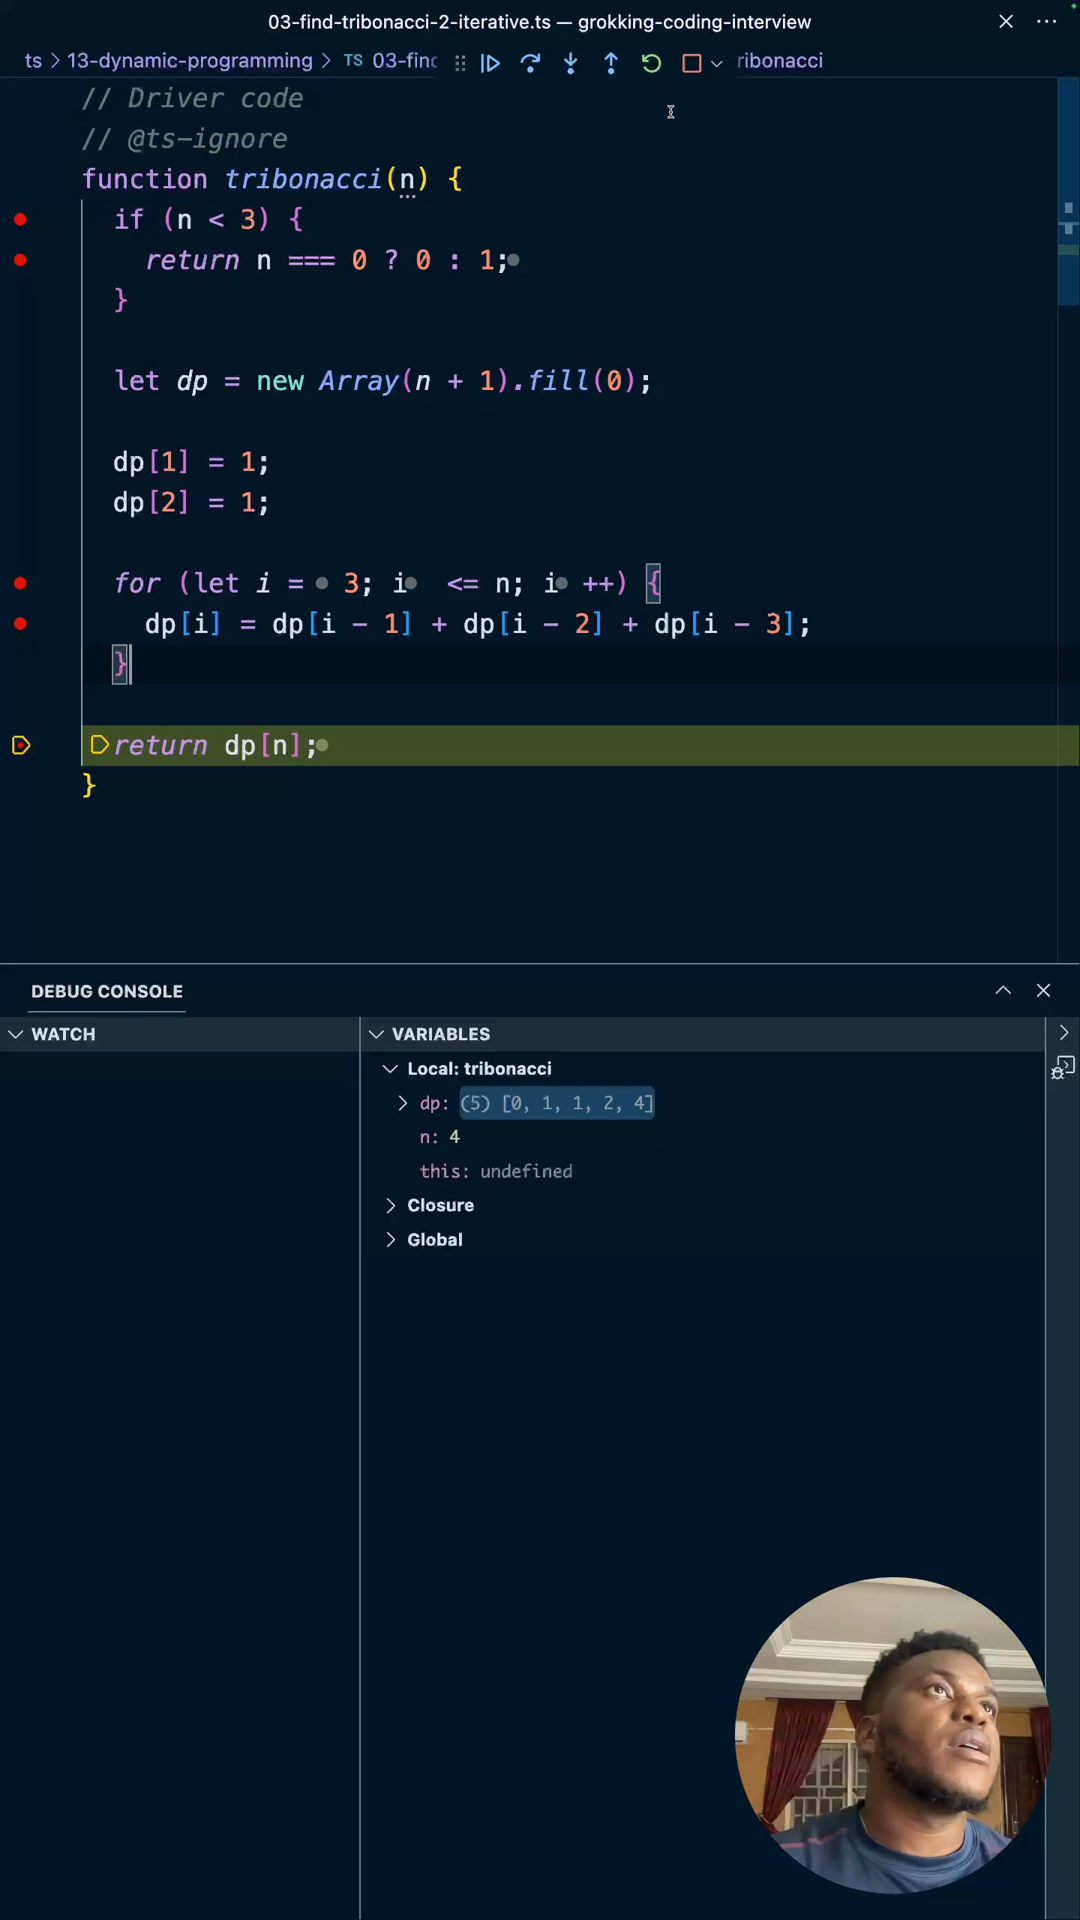 03-find-tribonacci-2-iterative.ts — grokking-coding-interview
ts > 13-dynamic-programming > TS 03-find ribonacci
// Driver code
// @ts-ignore
function tribonacci(n) {
if (n < 3) {
return n === 0 ? 0 : 1;
}
let dp = new Array(n + 1).fill(0);
dp[1] = 1;
dp[2] = 1;
for (let i = 3; i <= n; i ++) {
dp[i] = dp[i - 1] + dp[i - 2] + dp[i - 3];
}
return dp[n];
}
DEBUG CONSOLE
WATCH
VARIABLES
Local: tribonacci
dp: (5) [0, 1, 1, 2, 4]
n: 4
this: undefined
Closure
Global